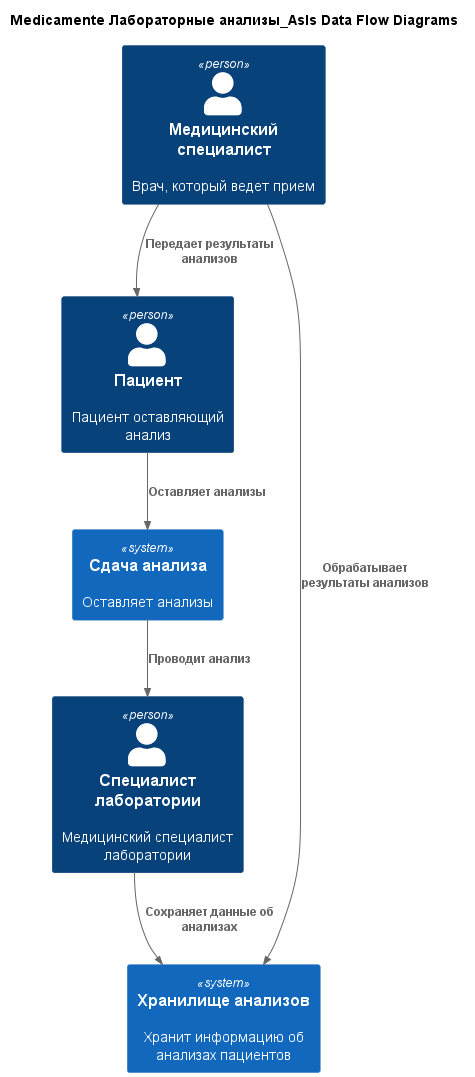 Medicamente Лабораторные анализы_AsIs Data Flow Diagrams
«person»
Медицинский
специалист
Врач, который ведет прием
Передает результаты
анализов
«person»
Пациент
Пациент оставляющий
анализ
Оставляет анализы
«system»
Сдача анализа
Оставляет анализы
Обрабатывает
результаты анализов
Проводит анализ
«person»
Специалист
лаборатории
Медицинский специалист
лаборатории
Сохраняет данные об
анализах
«system»
Хранилище анализов
Хранит информацию об
анализах пациентов